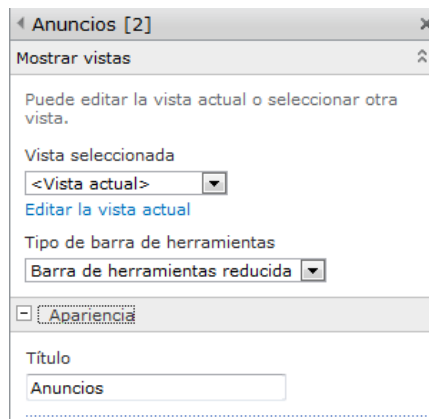 Anuncios [2]
Mostrar vistas
Puede editar la vista actual o seleccionar otra
vista.
Vista seleccionada
<Vista actual>
Editar la vista actual
Tipo de barra de herramientas
Barra de herramientas reducida
Apariencia
Título
Anuncios